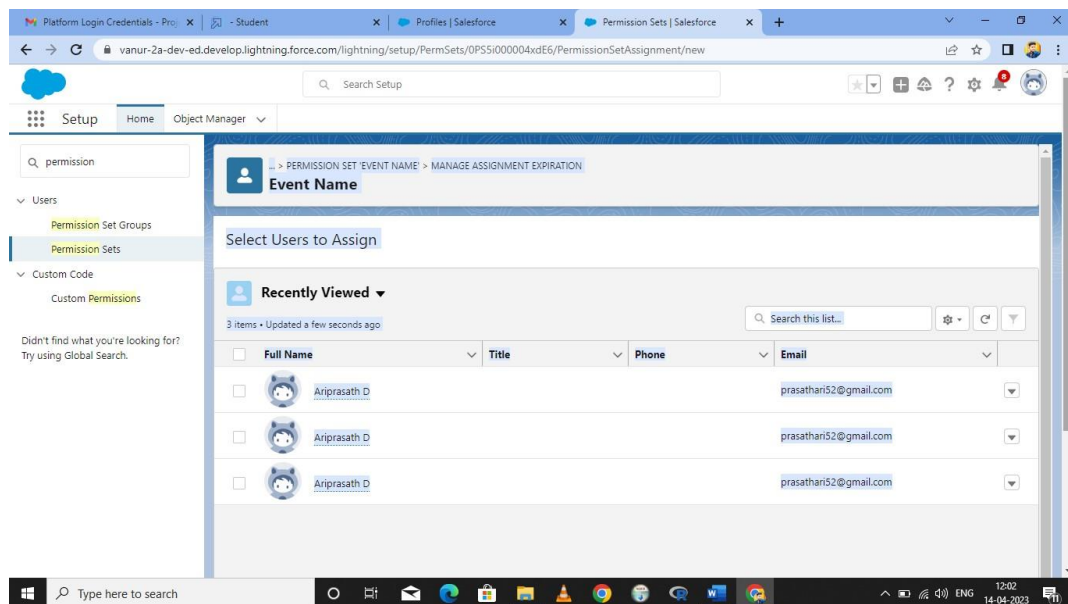 Platform Login Credentials - Pro
- Student
Profiles | Salesforce
Permission Sets | Salesforce
vanur-2a-dev-ed.develop.lightning.force.com/lightning/setup/PermSets/0PS5i000004xdE6/PermissionSetAssignment/new
Search Setup
8
Setup
Home
Object Manager
permission
Users
Permission Set Groups
Permission Sets
Custom Code
Custom Permissions
Didn't find what you're looking for?
Try using Global Search.
... > PERMISSION SET 'EVENT NAME' > MANAGE ASSIGNMENT EXPIRATION
Event Name
Select Users to Assign
Recently Viewed
3 items • Updated a few seconds ago
Search this list...
Full Name Title Phone Email
Ariprasath D prasathari52@gmail.com
Ariprasath D prasathari52@gmail.com
Ariprasath D prasathari52@gmail.com
Type here to search
ENG
12:02
14-04-2023